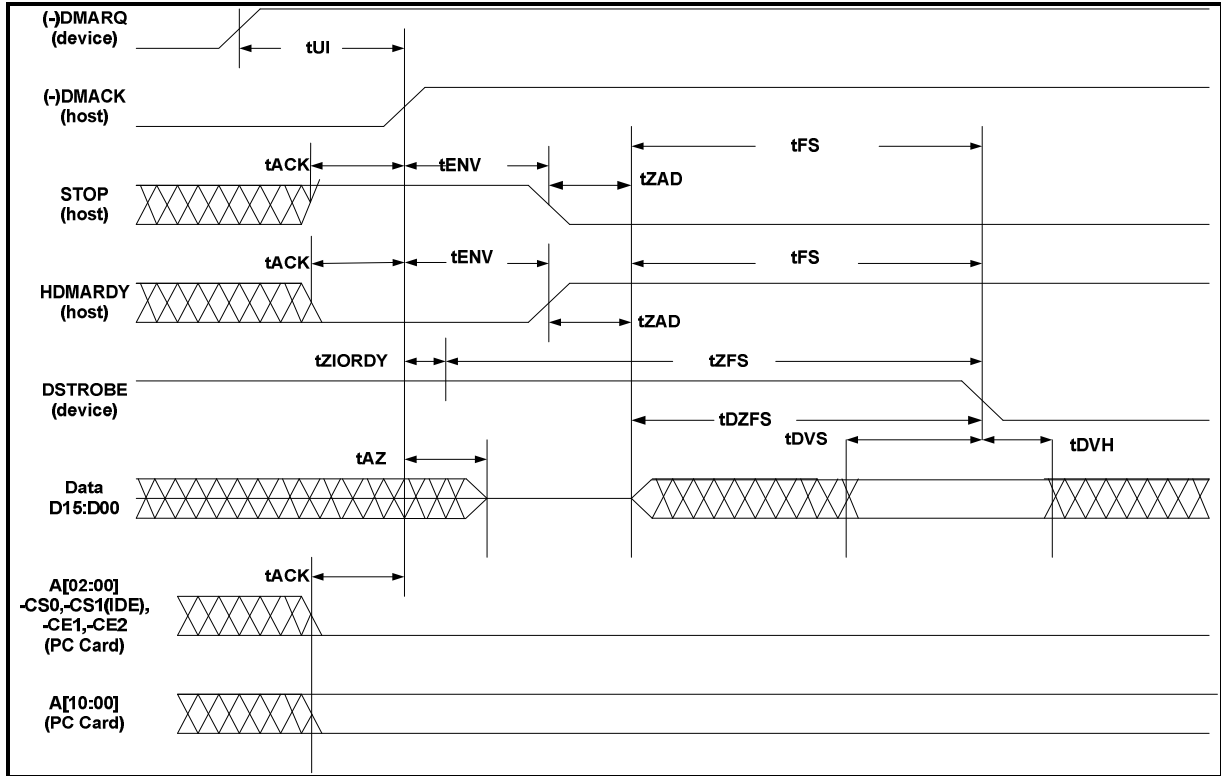 (-)DMARQ
(device)
tUI
(-)DMACK
(host)
tFS
tACK
tENV
tZAD
STOP
(host)
tACK
tENV
tFS
HDMARDY
(host)
tZAD
tZIORDY
tZFS
DSTROBE
(device)
tDZFS
tDVS
tDVH
tAZ
Data
D15:D00
tACK
A[02:00]
-CS0,-CS1(IDE),
-CE1,-CE2
(PC Card)
A[10:00]
(PC Card)